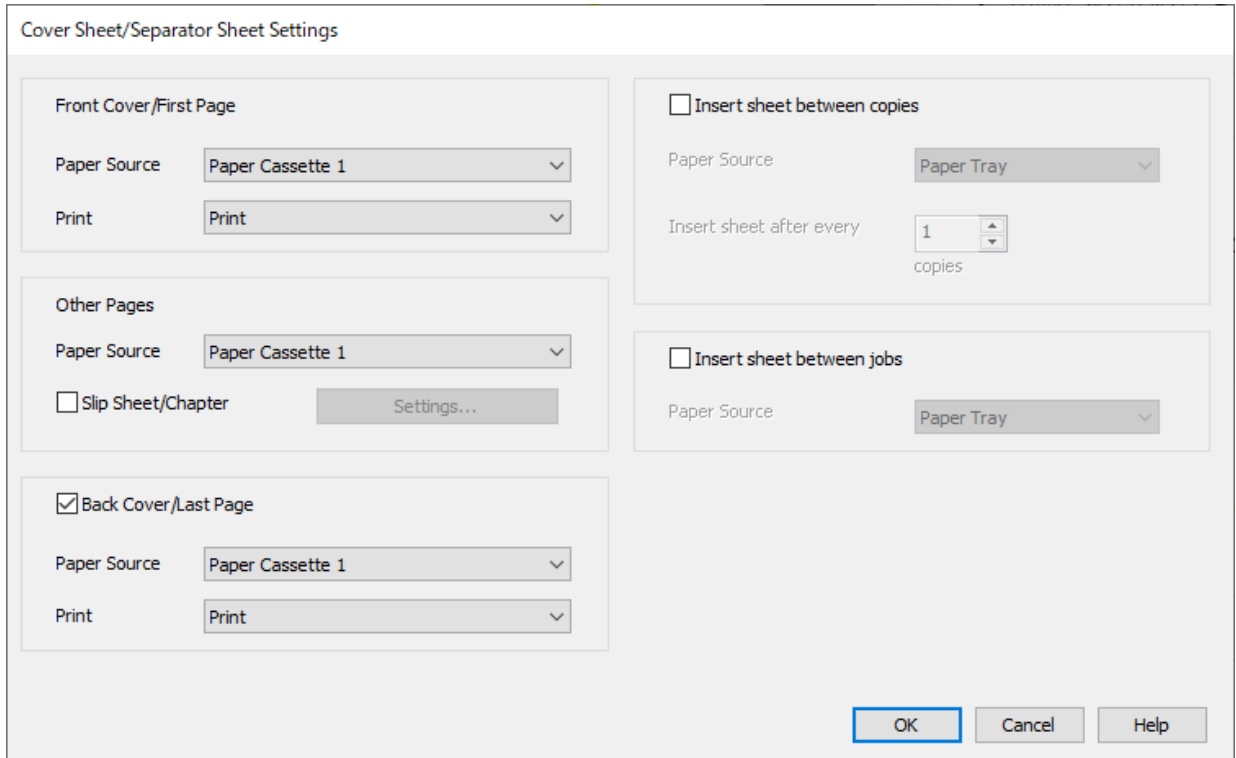 Cover Sheet/Separator Sheet Settings
Front Cover/First Page
Paper Source Paper Cassette 1
Print Print
Other Pages
Paper Source Paper Cassette 1
Slip Sheet/Chapter Settings...
Back Cover/Last Page
Paper Source Paper Cassette 1
Print Print
Insert sheet between copies
Paper Source Paper Tray
Insert sheet after every 1
copies
Insert sheet between jobs
Paper Source Paper Tray
OK Cancel Help